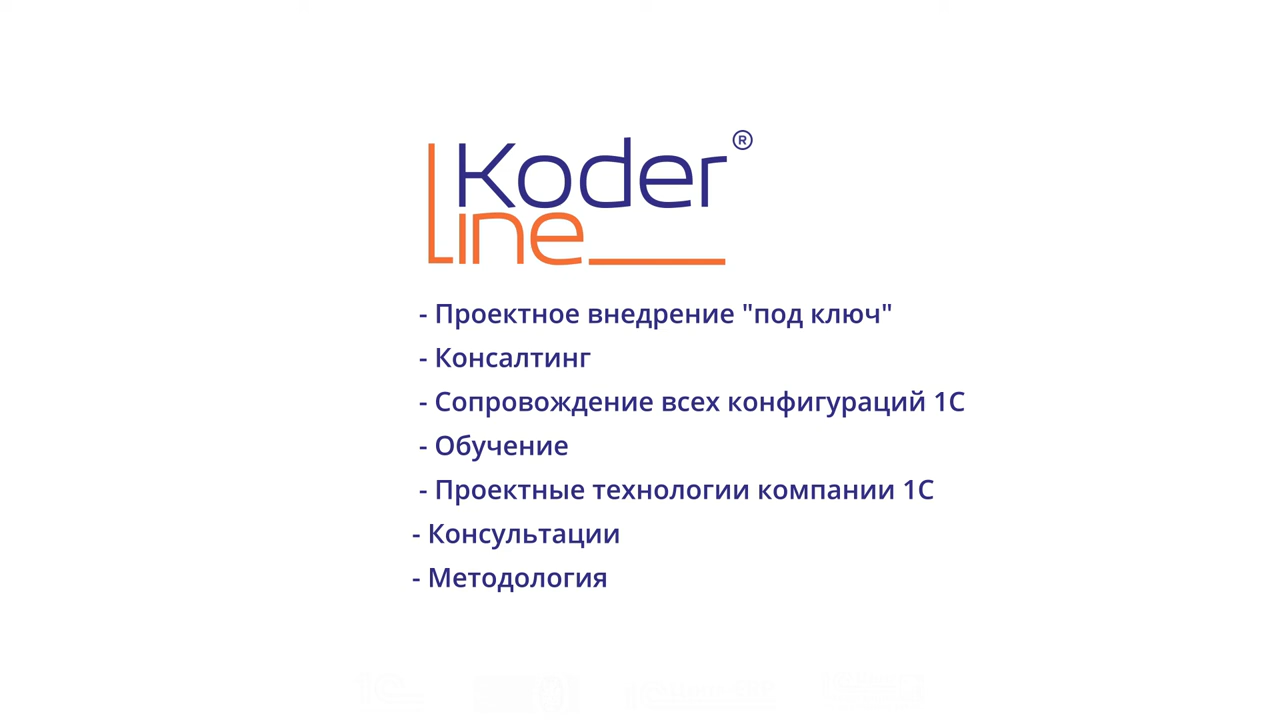 Koder®
Line
- Проектное внедрение "под ключ"
- Консалтинг
- Сопровождение всех конфигураций 1С
- Обучение
- Проектные технологии компании 1С
- Консультации
- Методология